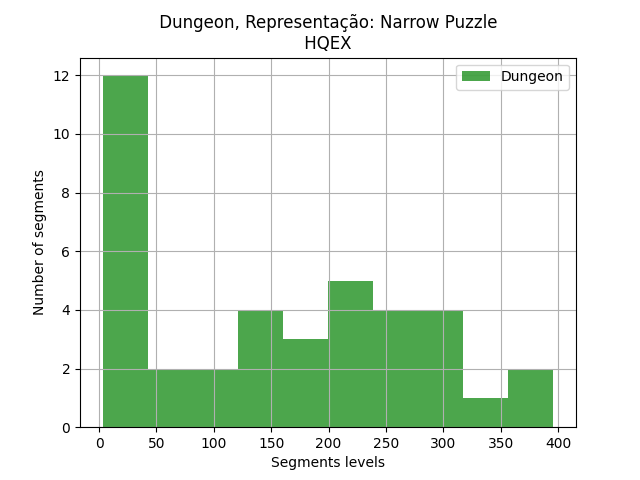 Dungeon, Representação: Narrow Puzzle
HQEX
Dungeon
Number of segments
12
10
8
6
4
2
0
0 50 100 150 200 250 300 350 400
Segments levels